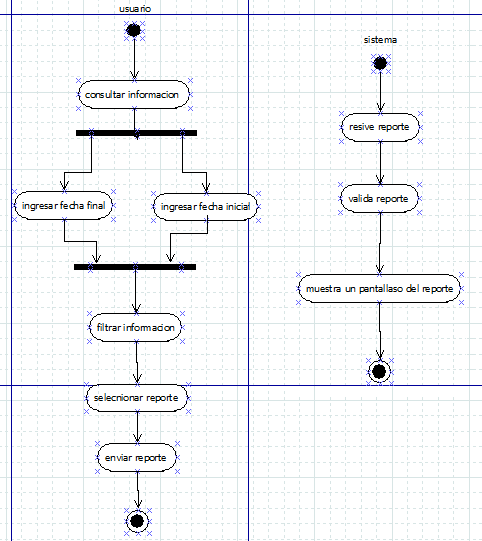 usuario
consultar informacion
ingresar fecha final
ingresar fecha inicial
filtrar informacion
selecnionar reporte
enviar reporte
sistema
resive reporte
valida reporte
muestra un pantallaso del reporte